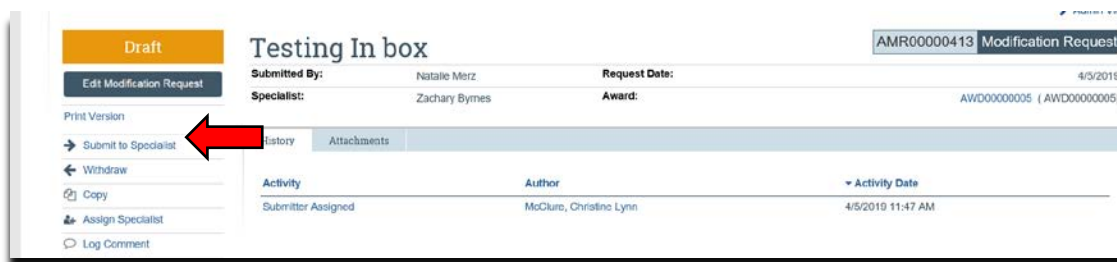 Draft
Edit Modification Request
Print Version
Submit to Specialist
Withdraw
Copy
Assign Specialist
Log Comment
Testing In box
AMR00000413 Modification Request
Submitted By: Natalie Merz Request Date: 4/5/2019
Specialist: Zachary Byrnes Award: AWD00000005 ( AWD00000005
History Attachments
Activity Author Activity Date
Submitter Assigned McClure, Christine Lynn 4/5/2019 11:47 AM